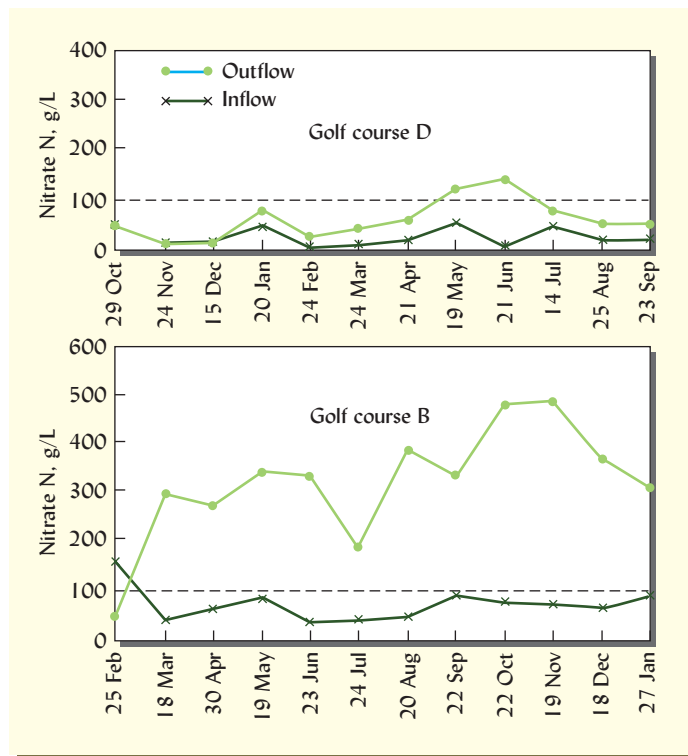 400
300
200
100
0
Nitrate N, g/L
Outflow
Inflow
Golf course D
29 Oct
24 Nov
15 Dec
20 Jan
24 Feb
24 Mar
21 Apr
19 May
21 Jun
14 Jul
25 Aug
23 Sep
600
500
400
300
200
100
0
Nitrate N, g/L
Golf course B
25 Feb
18 Mar
30 Apr
19 May
23 Jun
24 Jul
20 Aug
22 Sep
22 Oct
19 Nov
18 Dec
27 Jan